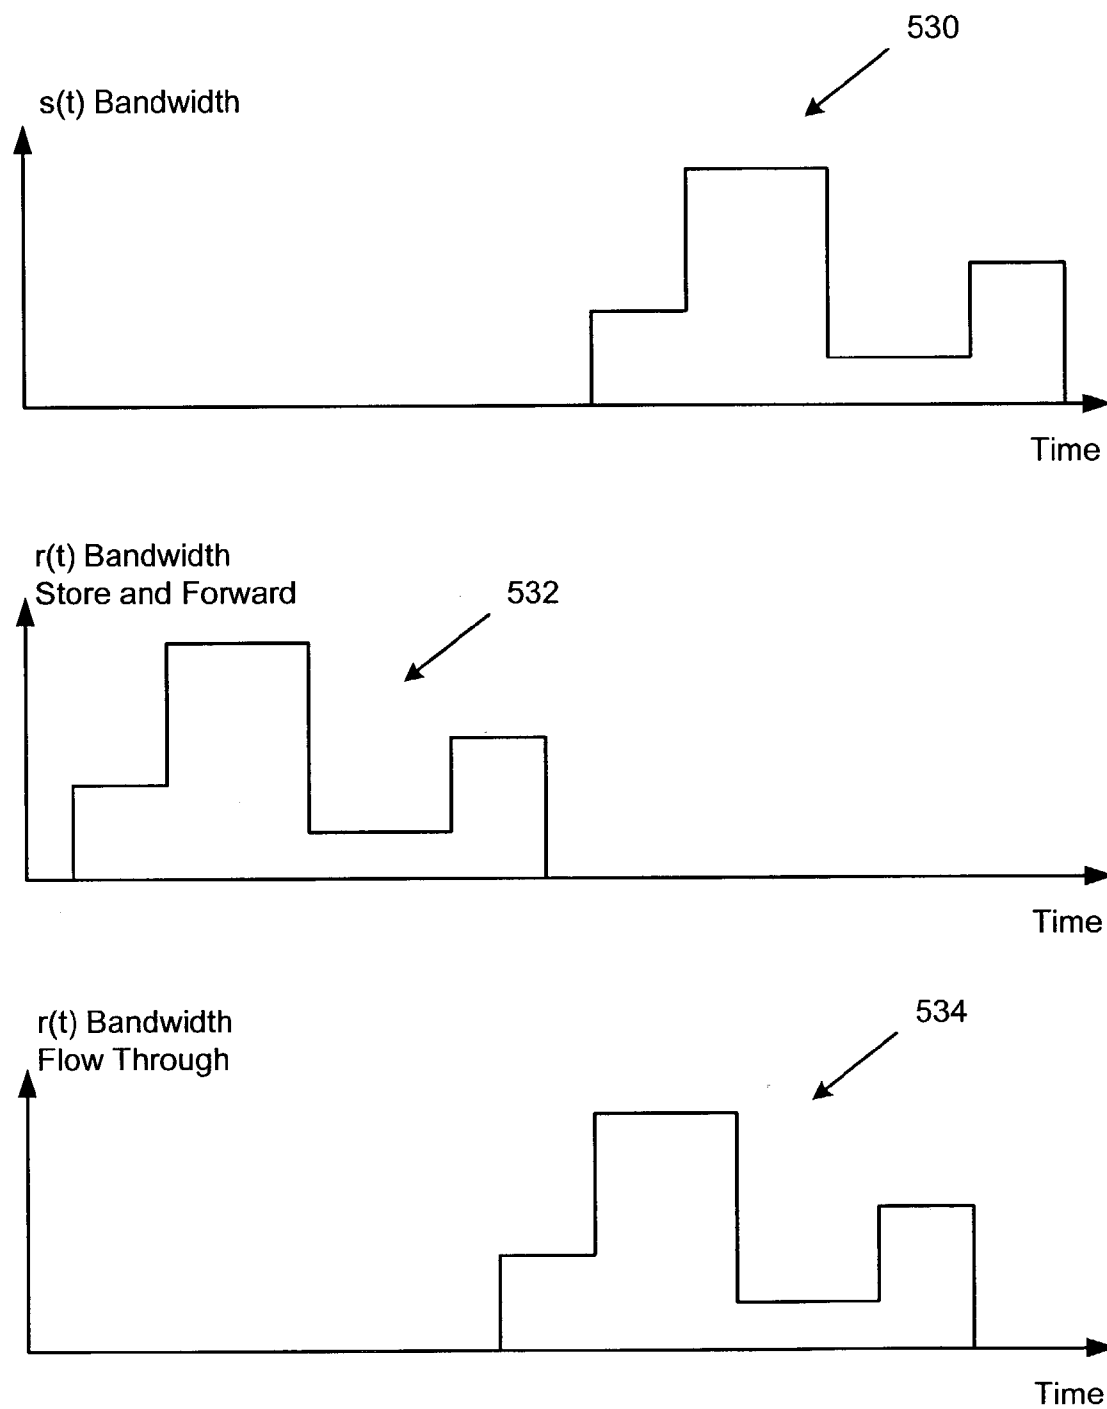 530
s(t) Bandwidth
Time
r(t) Bandwidth
Store and Forward
532
Time
r(t) Bandwidth
Flow Through
534
Time